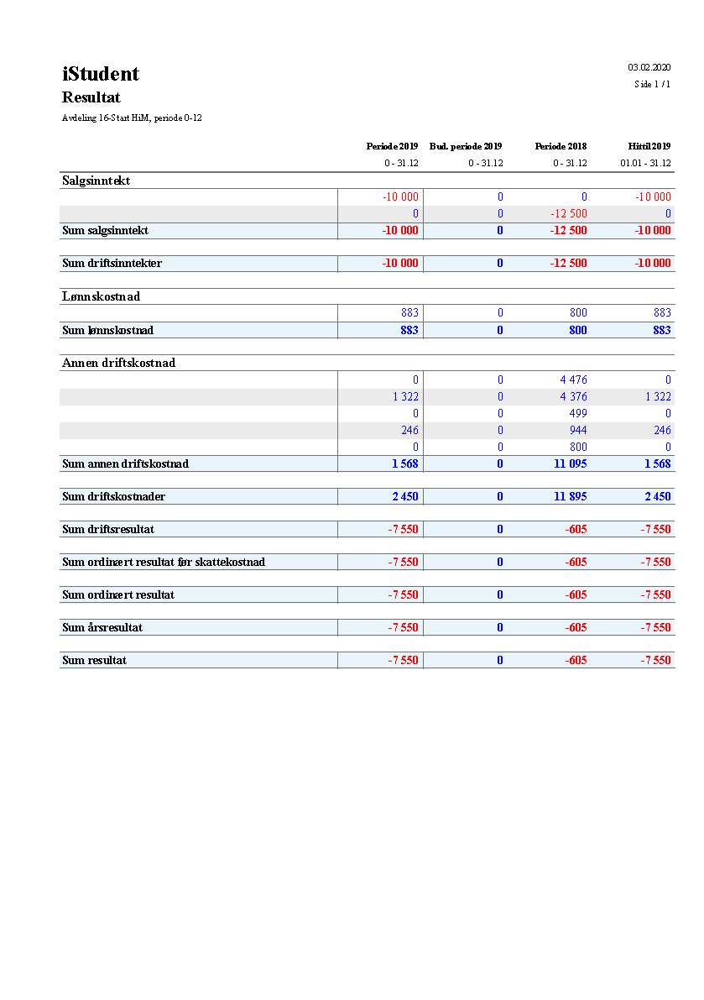 iStudent
03.02.2020
Resultat
Side 1 / 1
Avdeling 16-Start HiM, periode 0-12
Periode 2019 Bud. periode 2019 Periode 2018 Hittil 2019
0 - 31.12 0 - 31.12 0 - 31.12 01.01 - 31.12
Salgsinntekt
-10 000 0 0 -10 000
0 0 -12 500 0
Sum salgsinntekt -10 000 0 -12 500 -10 000
Sum driftsinntekter -10 000 0 -12 500 -10 000
Lønnskostnad
883 0 800 883
Sum lønnskostnad 883 0 800 883
Annen driftskostnad
0 0 4 476 0
1 322 0 4 376 1 322
0 0 499 0
246 0 944 246
0 0 800 0
Sum annen driftskostnad 1 568 0 11 095 1 568
Sum driftskostnader 2 450 0 11 895 2 450
Sum driftsresultat -7 550 0 -605 -7 550
Sum ordinært resultat før skattekostnad -7 550 0 -605 -7 550
Sum ordinært resultat -7 550 0 -605 -7 550
Sum årsresultat -7 550 0 -605 -7 550
Sum resultat -7 550 0 -605 -7 550